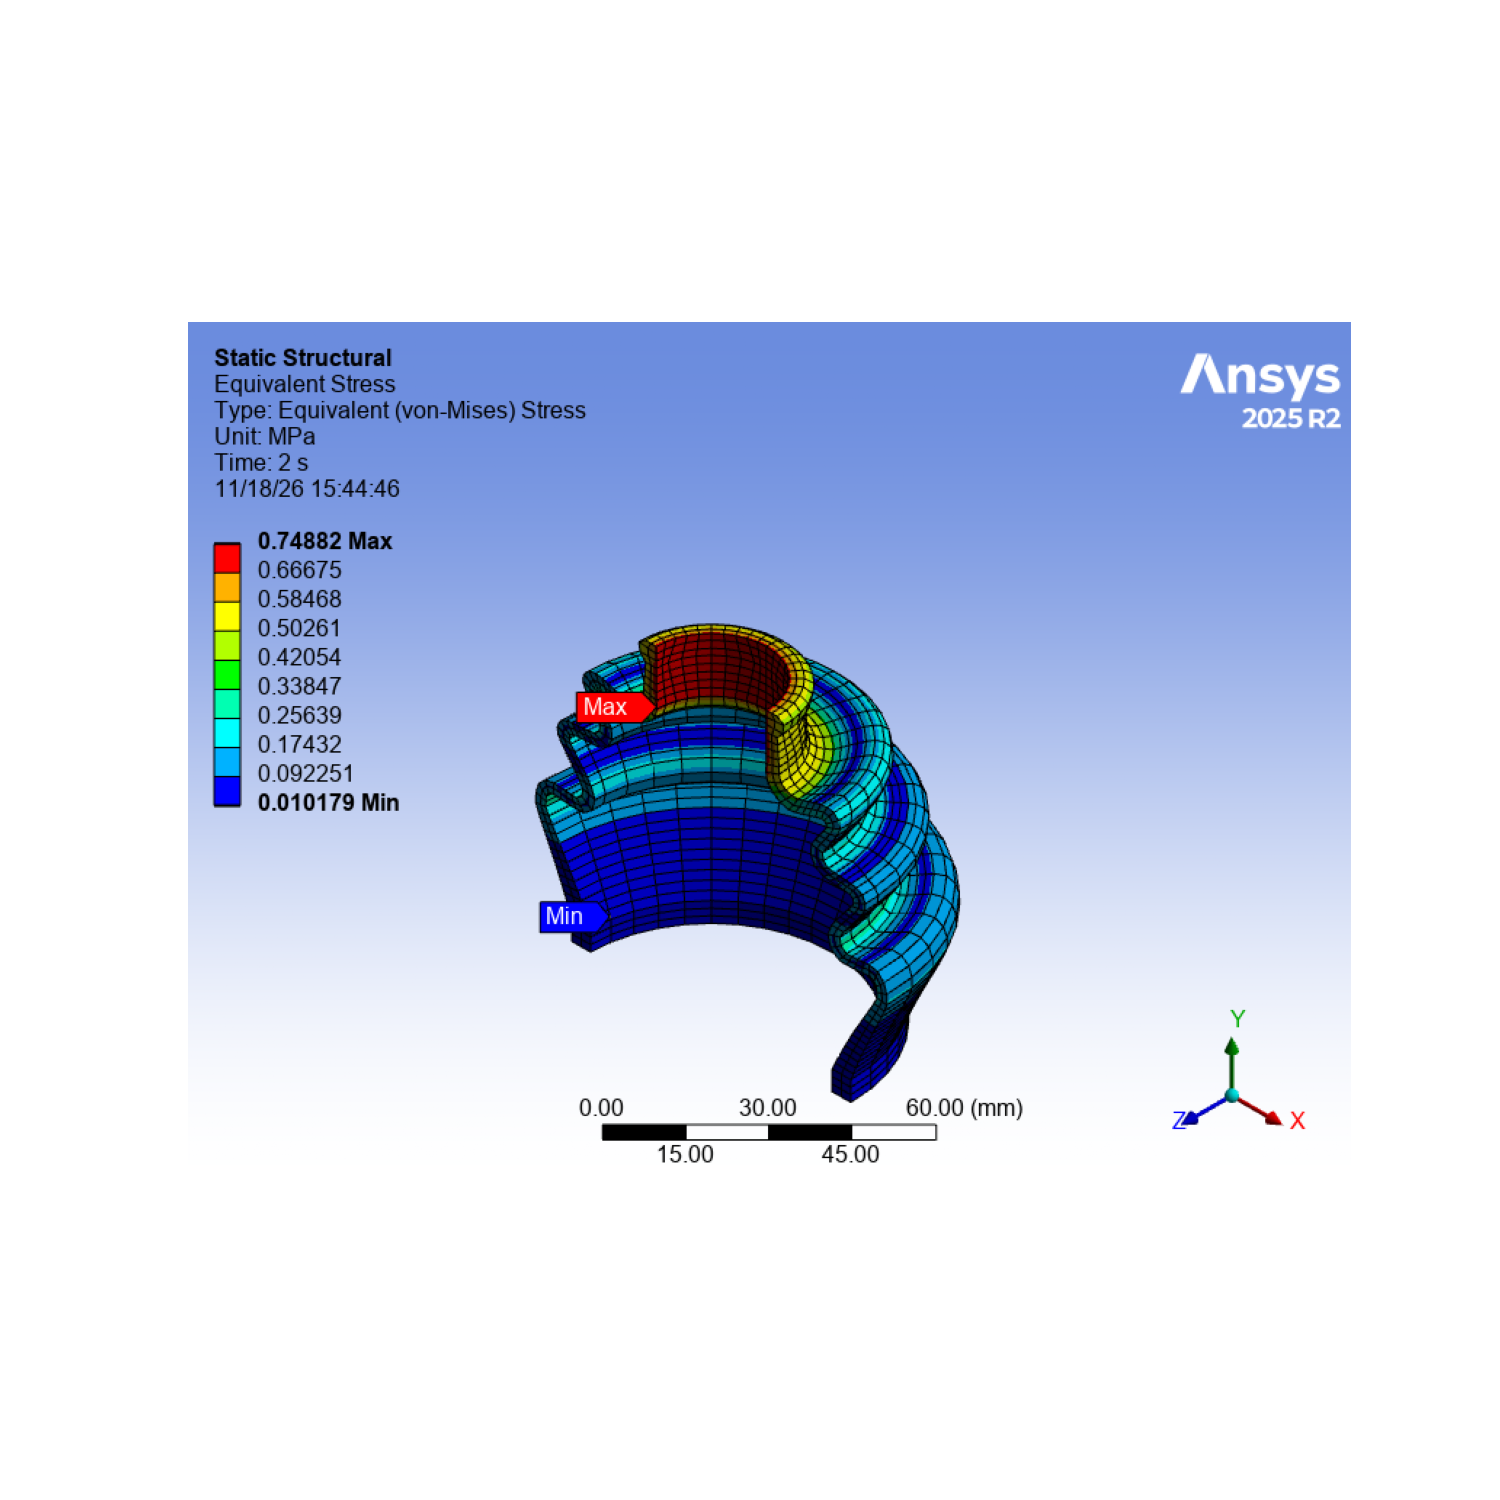 Static Structural
Equivalent Stress
Type: Equivalent (von-Mises) Stress
Unit: MPa
Time: 2 s
11/18/26 15:44:46
Ansys
2025 R2
0.74882 Max
0.66675
0.58468
0.50261
0.42054
0.33847
0.25639
0.17432
0.092251
0.010179 Min
Max
Min
0.00 30.00 60.00 (mm)
15.00 45.00
Y
Z X